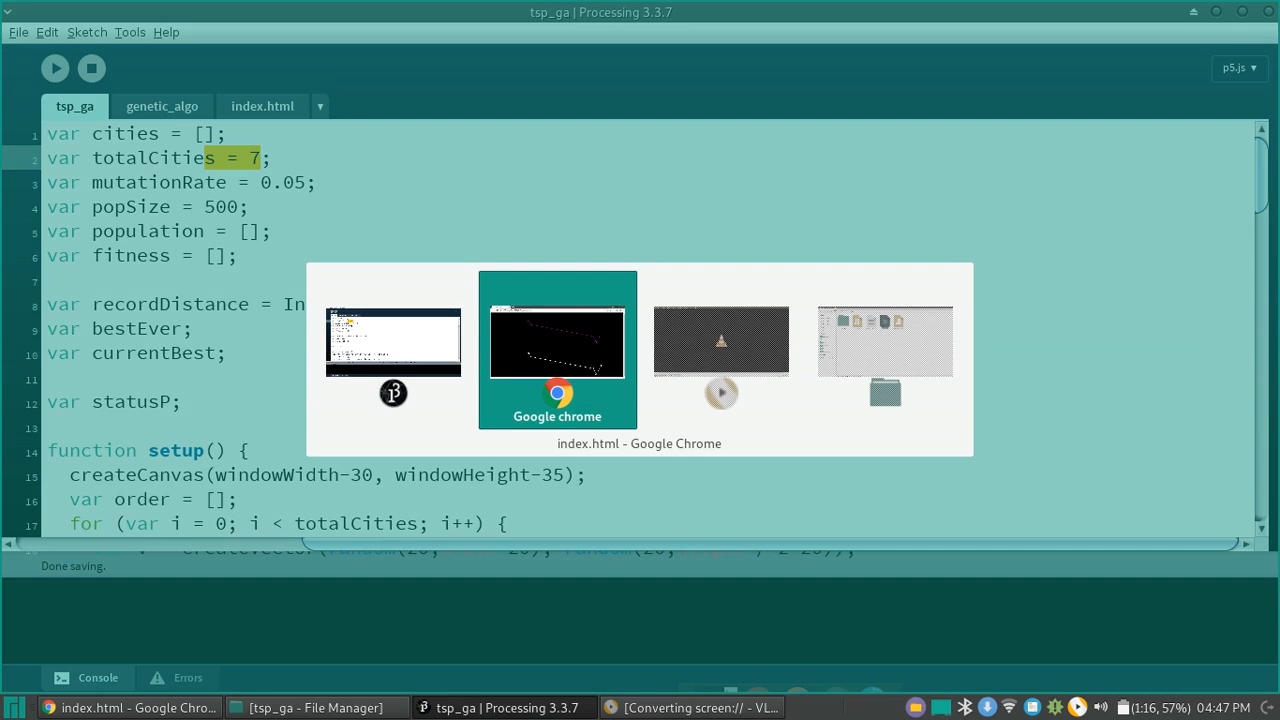 tsp_ga | Processing 3.3.7
File Edit Sketch Tools Help
p5.js ▾
tsp_ga genetic_algo index.html ▾
1 var cities = [];
2 var totalCities = 7;
3 var mutationRate = 0.05;
4 var popSize = 500;
5 var population = [];
6 var fitness = [];
7
8 var recordDistance = In
9 var bestEver;
10 var currentBest;
11
12 var statusP;
13
14 function setup() {
15 createCanvas(windowWidth-30, windowHeight-35);
16 var order = [];
17 for (var i = 0; i < totalCities; i++) {
Google chrome
index.html - Google Chrome
Done saving.
Console Errors
index.html - Google Chro... [tsp_ga - File Manager] tsp_ga | Processing 3.3.7 [Converting screen:// - VL... (1:16, 57%) 04:47 PM